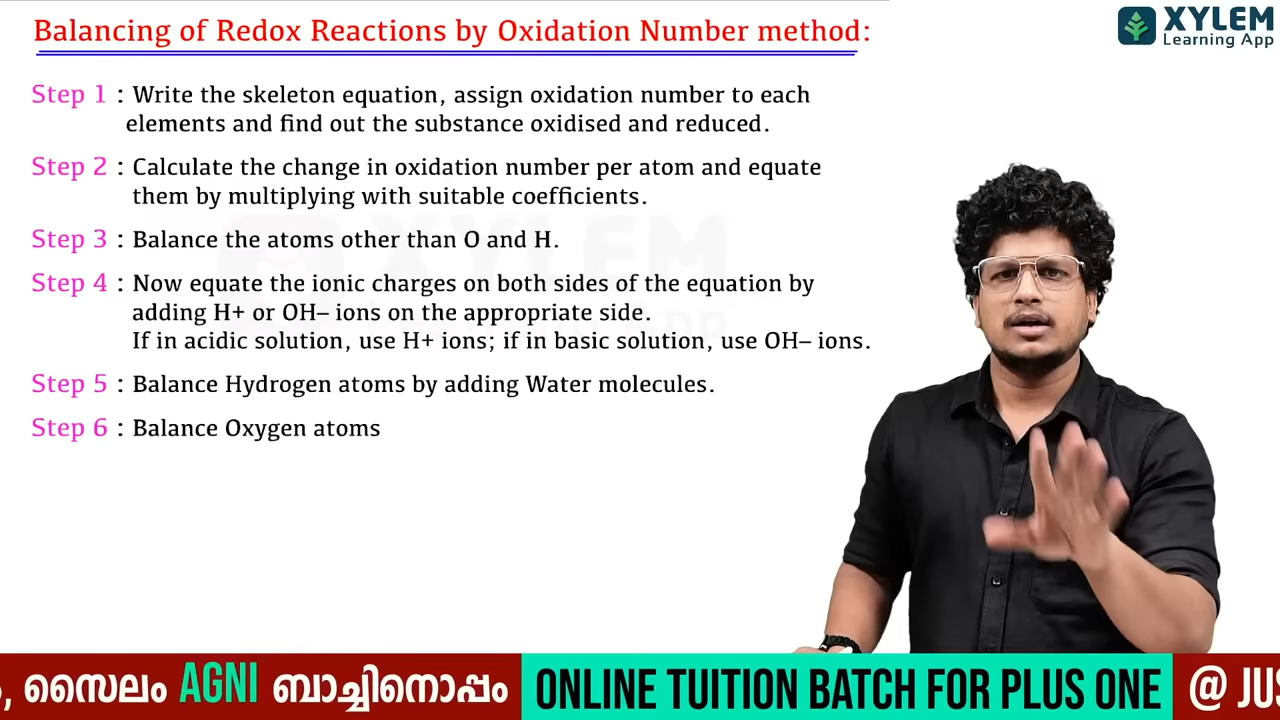 Balancing of Redox Reactions by Oxidation Number method:
XYLEM
Learning App
Step 1 : Write the skeleton equation, assign oxidation number to each
elements and find out the substance oxidised and reduced.
Step 2 : Calculate the change in oxidation number per atom and equate
them by multiplying with suitable coefficients.
Step 3 : Balance the atoms other than O and H.
Step 4 : Now equate the ionic charges on both sides of the equation by
adding H+ or OH– ions on the appropriate side.
If in acidic solution, use H+ ions; if in basic solution, use OH– ions.
Step 5 : Balance Hydrogen atoms by adding Water molecules.
Step 6 : Balance Oxygen atoms
XYLEM
Learning App
, സൈലം AGNI ബാച്ചിനൊപ്പം ONLINE TUITION BATCH FOR PLUS ONE @ JUS